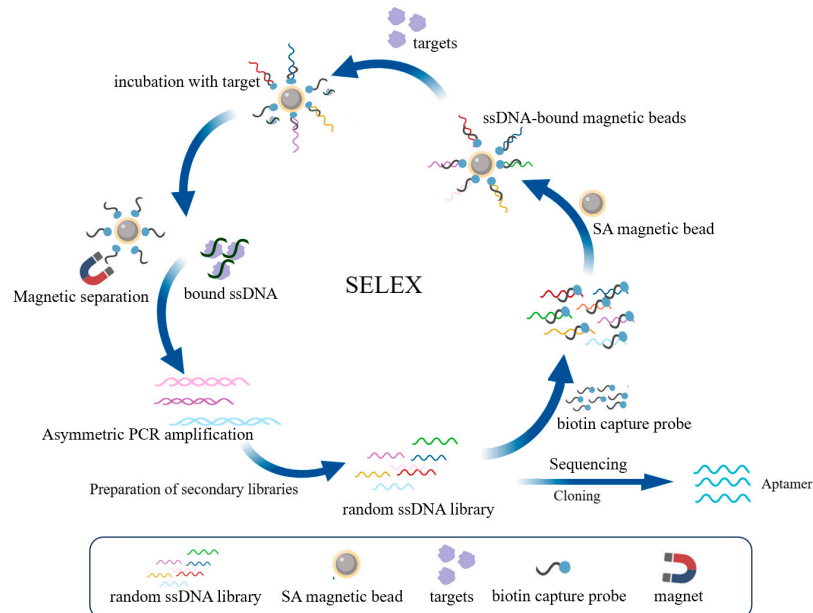 targets
incubation with target
ssDNA-bound magnetic beads
SA magnetic bead
Magnetic separation
bound ssDNA
SELEX
biotin capture probe
Asymmetric PCR amplification
Preparation of secondary libraries
random ssDNA library
Sequencing
Cloning
Aptamer
random ssDNA library
SA magnetic bead
targets
biotin capture probe
magnet